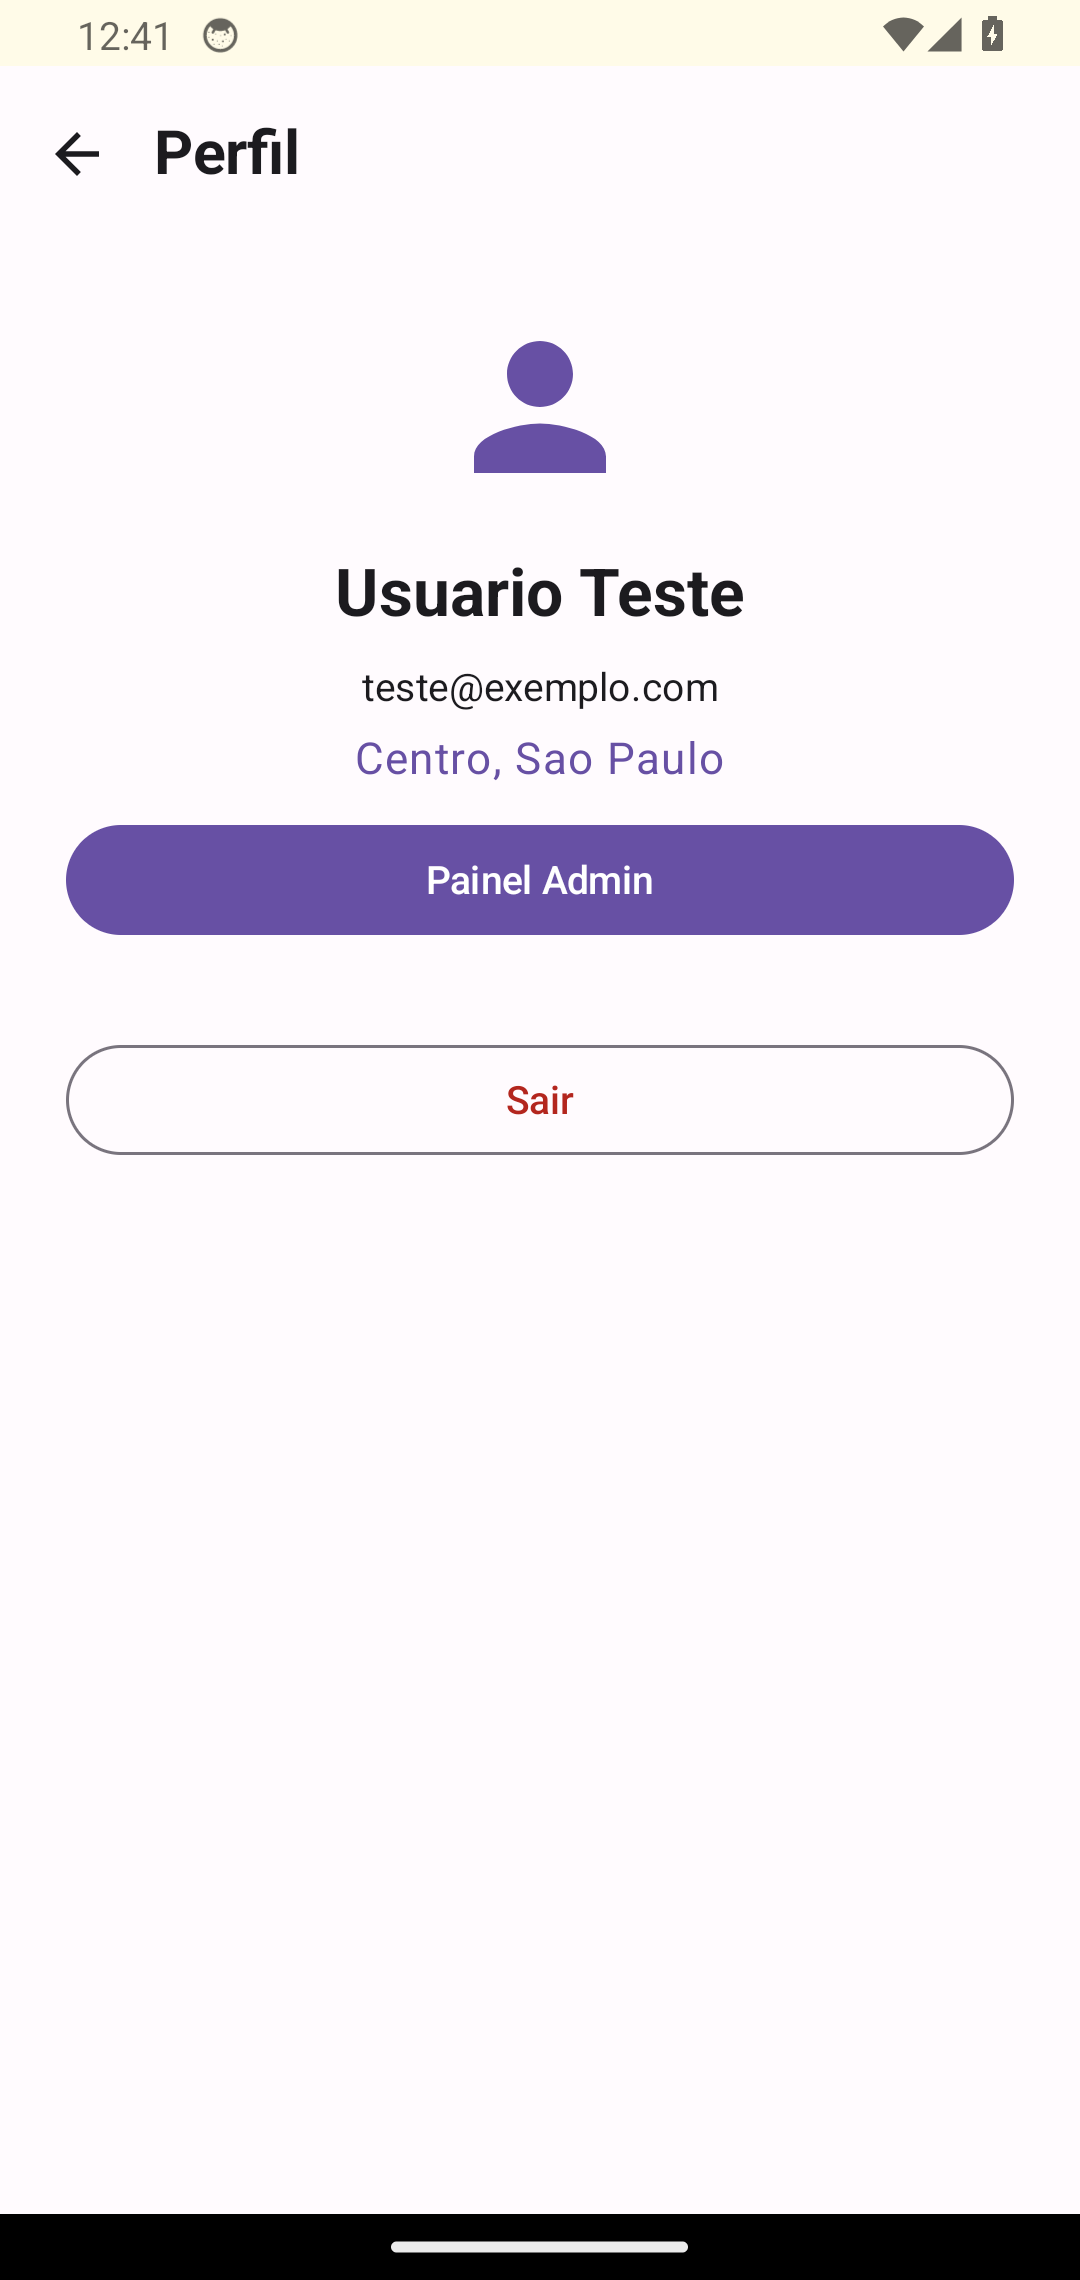 12:41
Perfil
Usuario Teste
teste@exemplo.com
Centro, Sao Paulo
Painel Admin
Sair